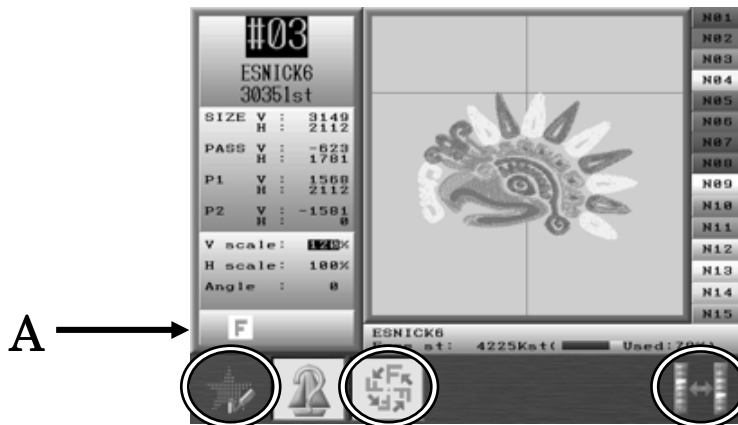 #03
ESNICK6
30351st
SIZE V : 3149
H : 2112
PASS V : -623
H : 1781
P1 V : 1568
H : 2112
P2 V : -1581
H : 0
V scale: 120%
H scale: 100%
Angle : 0
F
A
N01
N02
N03
N04
N05
N06
N07
N08
N09
N10
N11
N12
N13
N14
N15
ESNICK6
st: 4225Kst( Used:
F